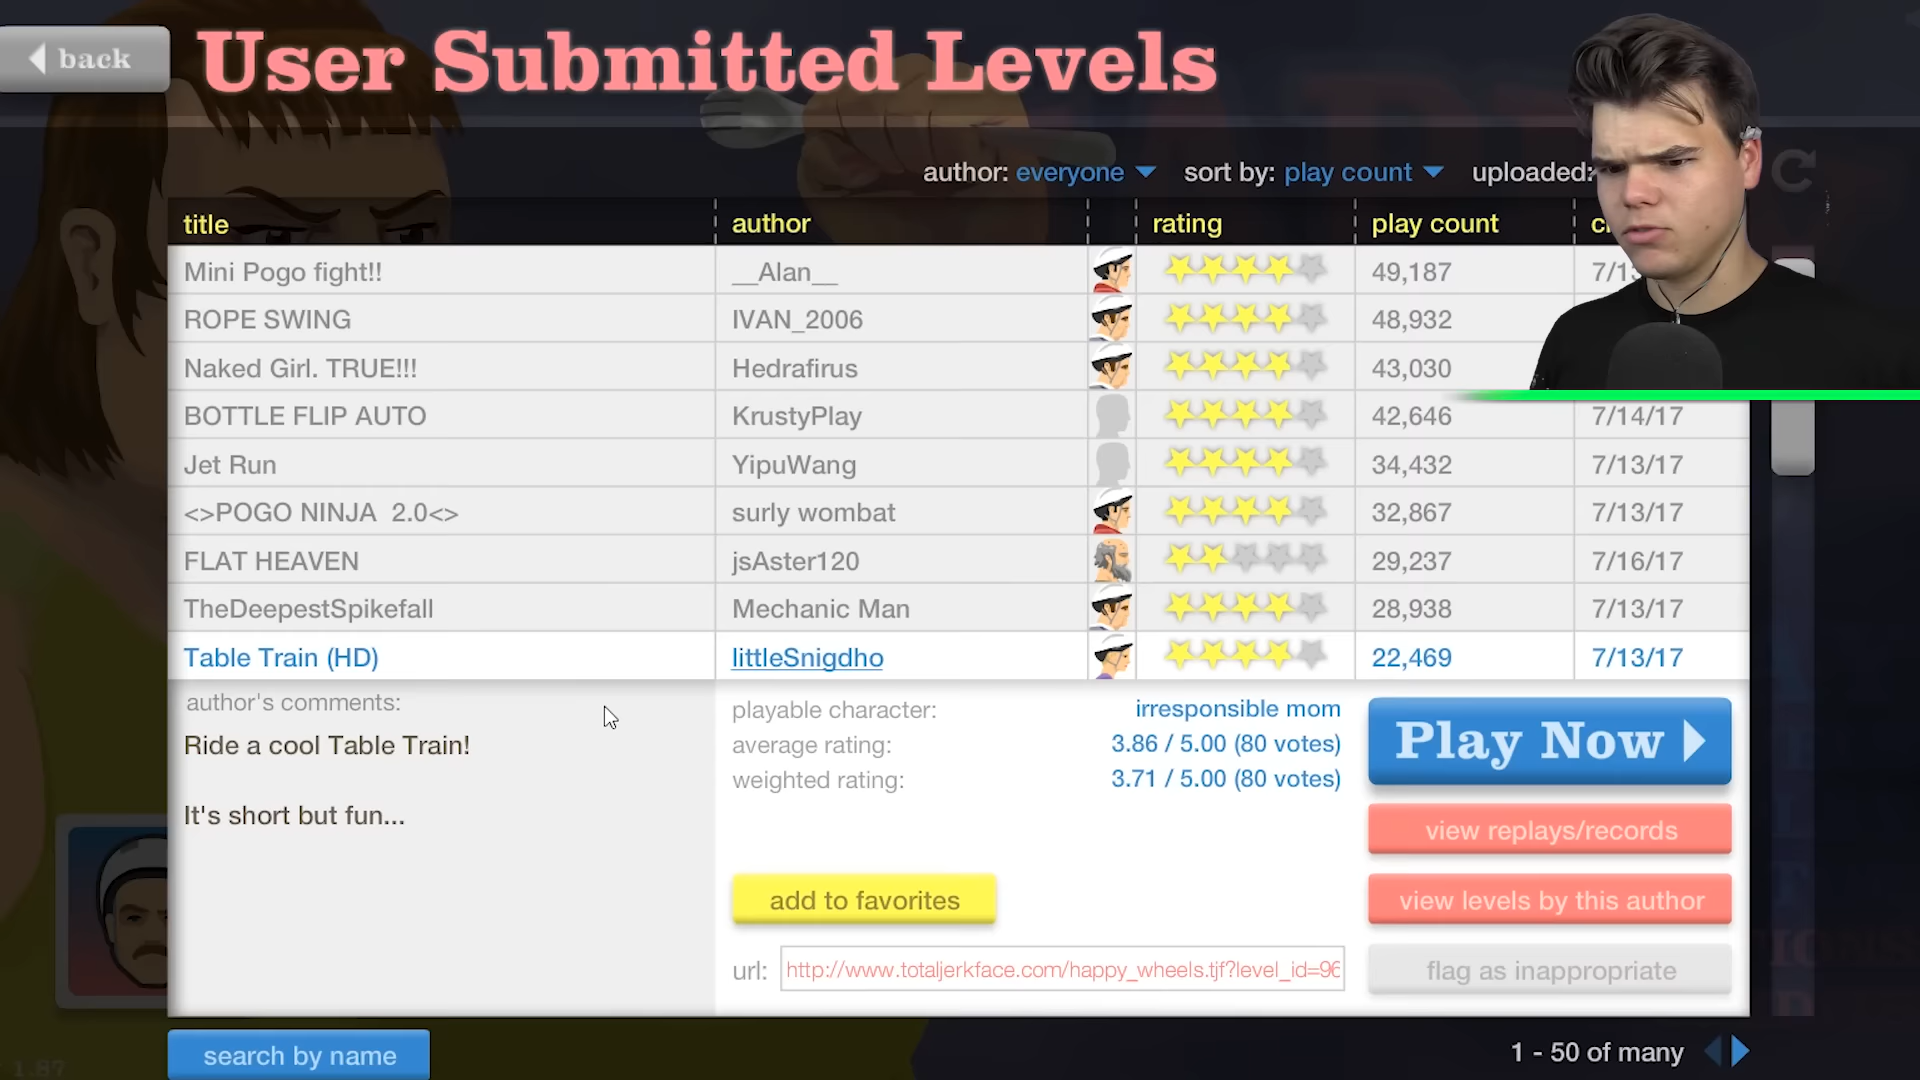 back
User Submitted Levels
author: everyone sort by: play count uploaded:
title author rating play count
Mini Pogo fight!! __Alan__ 49,187
ROPE SWING IVAN_2006 48,932
Naked Girl. TRUE!!! Hedrafirus 43,030
BOTTLE FLIP AUTO KrustyPlay 42,646 7/14/17
Jet Run YipuWang 34,432 7/13/17
<>POGO NINJA 2.0<> surly wombat 32,867 7/13/17
FLAT HEAVEN jsAster120 29,237 7/16/17
TheDeepestSpikefall Mechanic Man 28,938 7/13/17
Table Train (HD) littleSnigdho 22,469 7/13/17
author's comments:
Ride a cool Table Train!
It's short but fun...
playable character: irresponsible mom
average rating: 3.86 / 5.00 (80 votes)
weighted rating: 3.71 / 5.00 (80 votes)
Play Now
view replays/records
add to favorites
view levels by this author
url: http://www.totaljerkface.com/happy_wheels.tjf?level_id=96
flag as inappropriate
search by name
1 - 50 of many
1.87